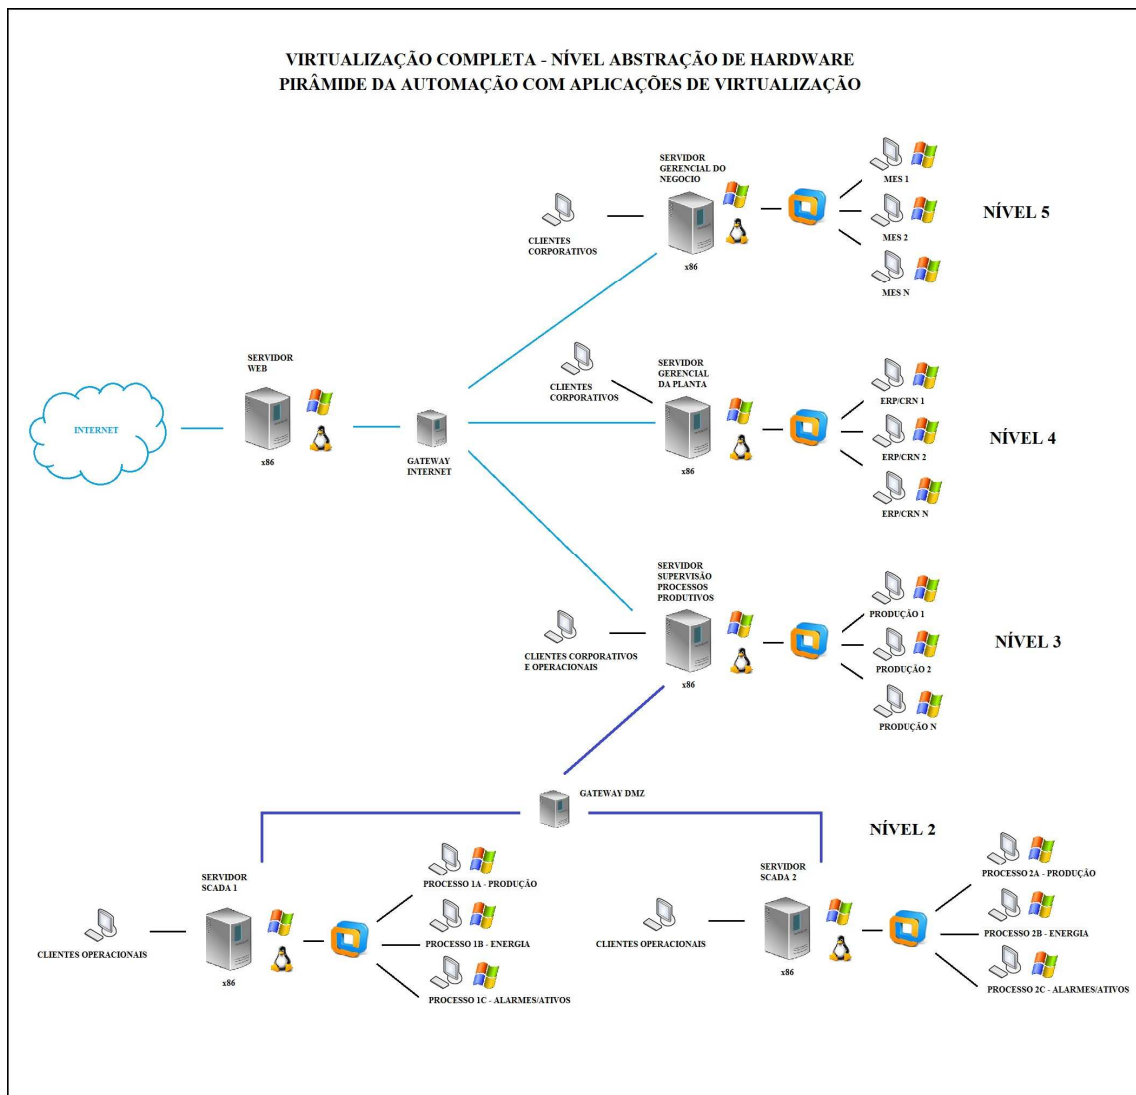 VIRTUALIZAÇÃO COMPLETA - NÍVEL ABSTRAÇÃO DE HARDWARE
PIRÂMIDE DA AUTOMAÇÃO COM APLICAÇÕES DE VIRTUALIZAÇÃO
SERVIDOR
GERENCIAL DO
NEGOCIO
CLIENTES
CORPORATIVOS
x86
MES 1
MES 2
MES N
NÍVEL 5
INTERNET
SERVIDOR
WEB
x86
GATEWAY
INTERNET
CLIENTES
CORPORATIVOS
SERVIDOR
GERENCIAL
DA PLANTA
x86
ERP/CRN 1
ERP/CRN 2
ERP/CRN N
NÍVEL 4
SERVIDOR
SUPERVISÃO
PROCESSOS
PRODUTIVOS
CLIENTES CORPORATIVOS
E OPERACIONAIS
x86
PRODUÇÃO 1
PRODUÇÃO 2
PRODUÇÃO N
NÍVEL 3
GATEWAY DMZ
NÍVEL 2
SERVIDOR
SCADA 1
CLIENTES OPERACIONAIS
x86
PROCESSO 1A - PRODUÇÃO
PROCESSO 1B - ENERGIA
PROCESSO 1C - ALARMES/ATIVOS
SERVIDOR
SCADA 2
CLIENTES OPERACIONAIS
x86
PROCESSO 2A - PRODUÇÃO
PROCESSO 2B - ENERGIA
PROCESSO 2C - ALARMES/ATIVOS